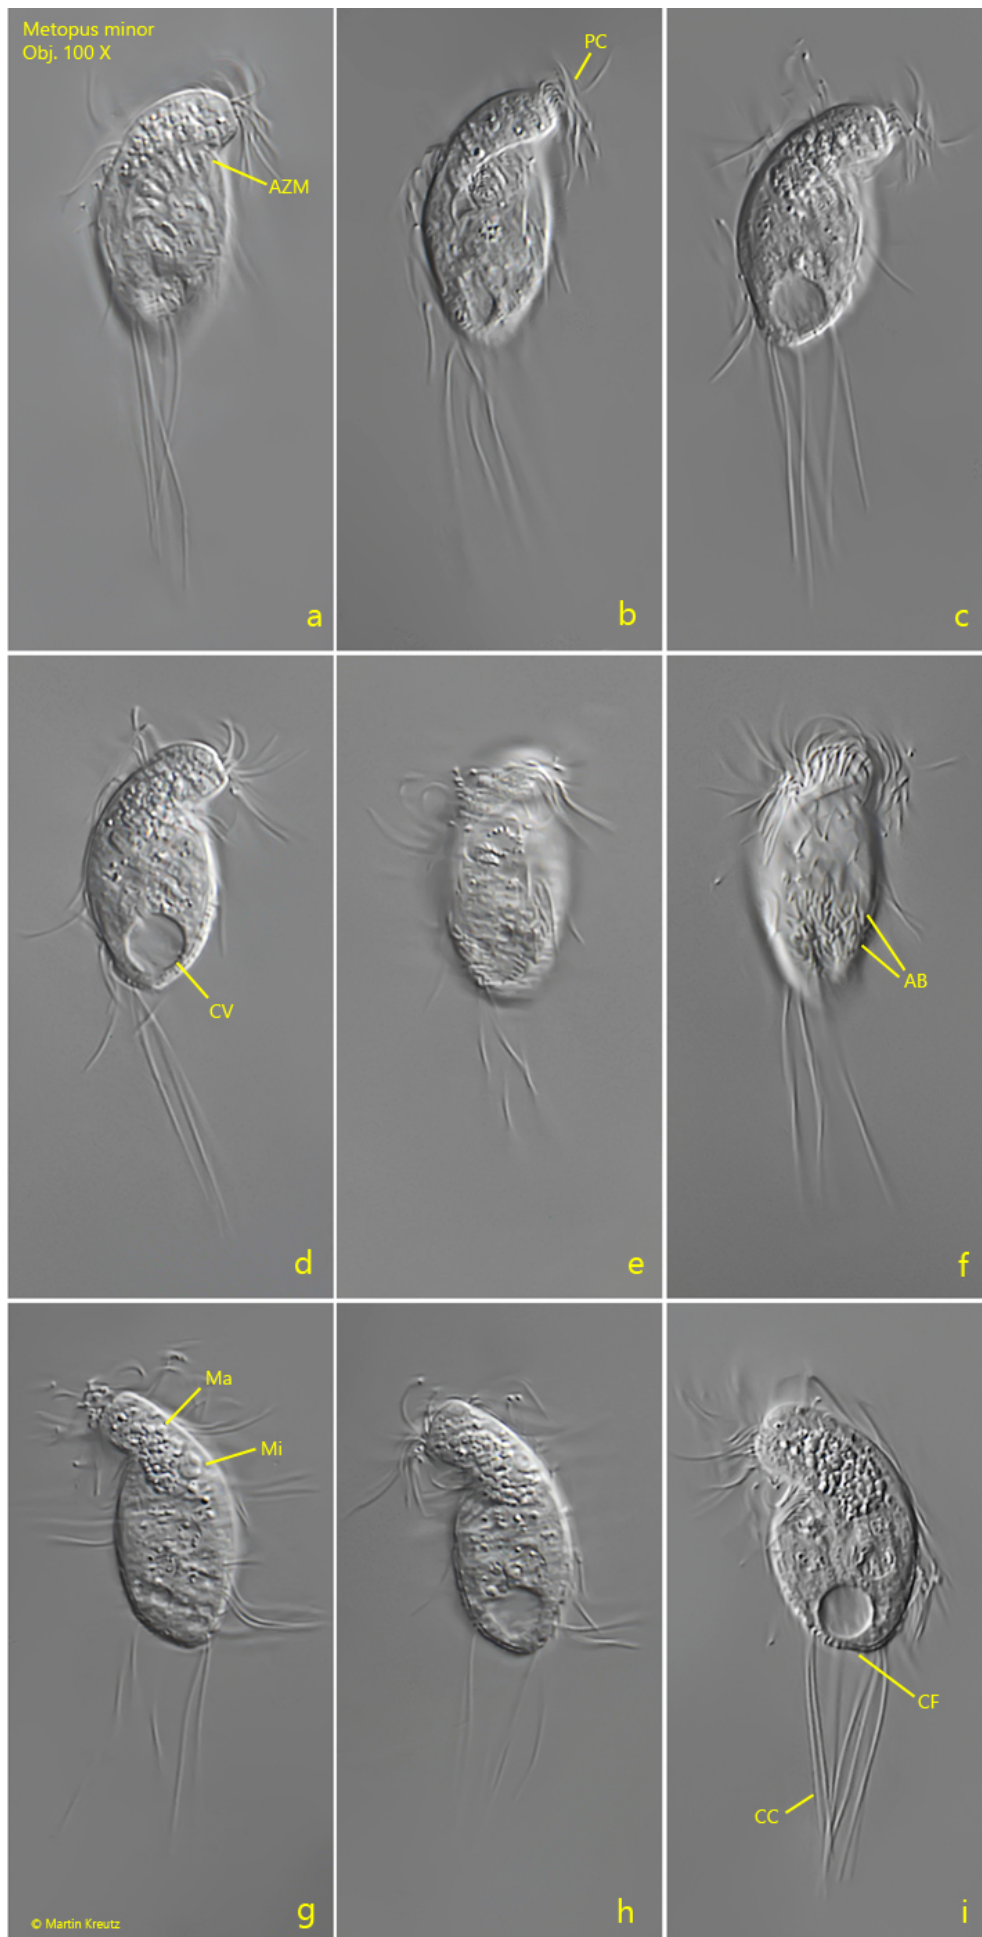 Metopus minor
Obj. 100 X
AZM
a
PC
b
c
CV
d
e
AB
f
Ma
Mi
© Martin Kreutz
g
h
CF
CC
i